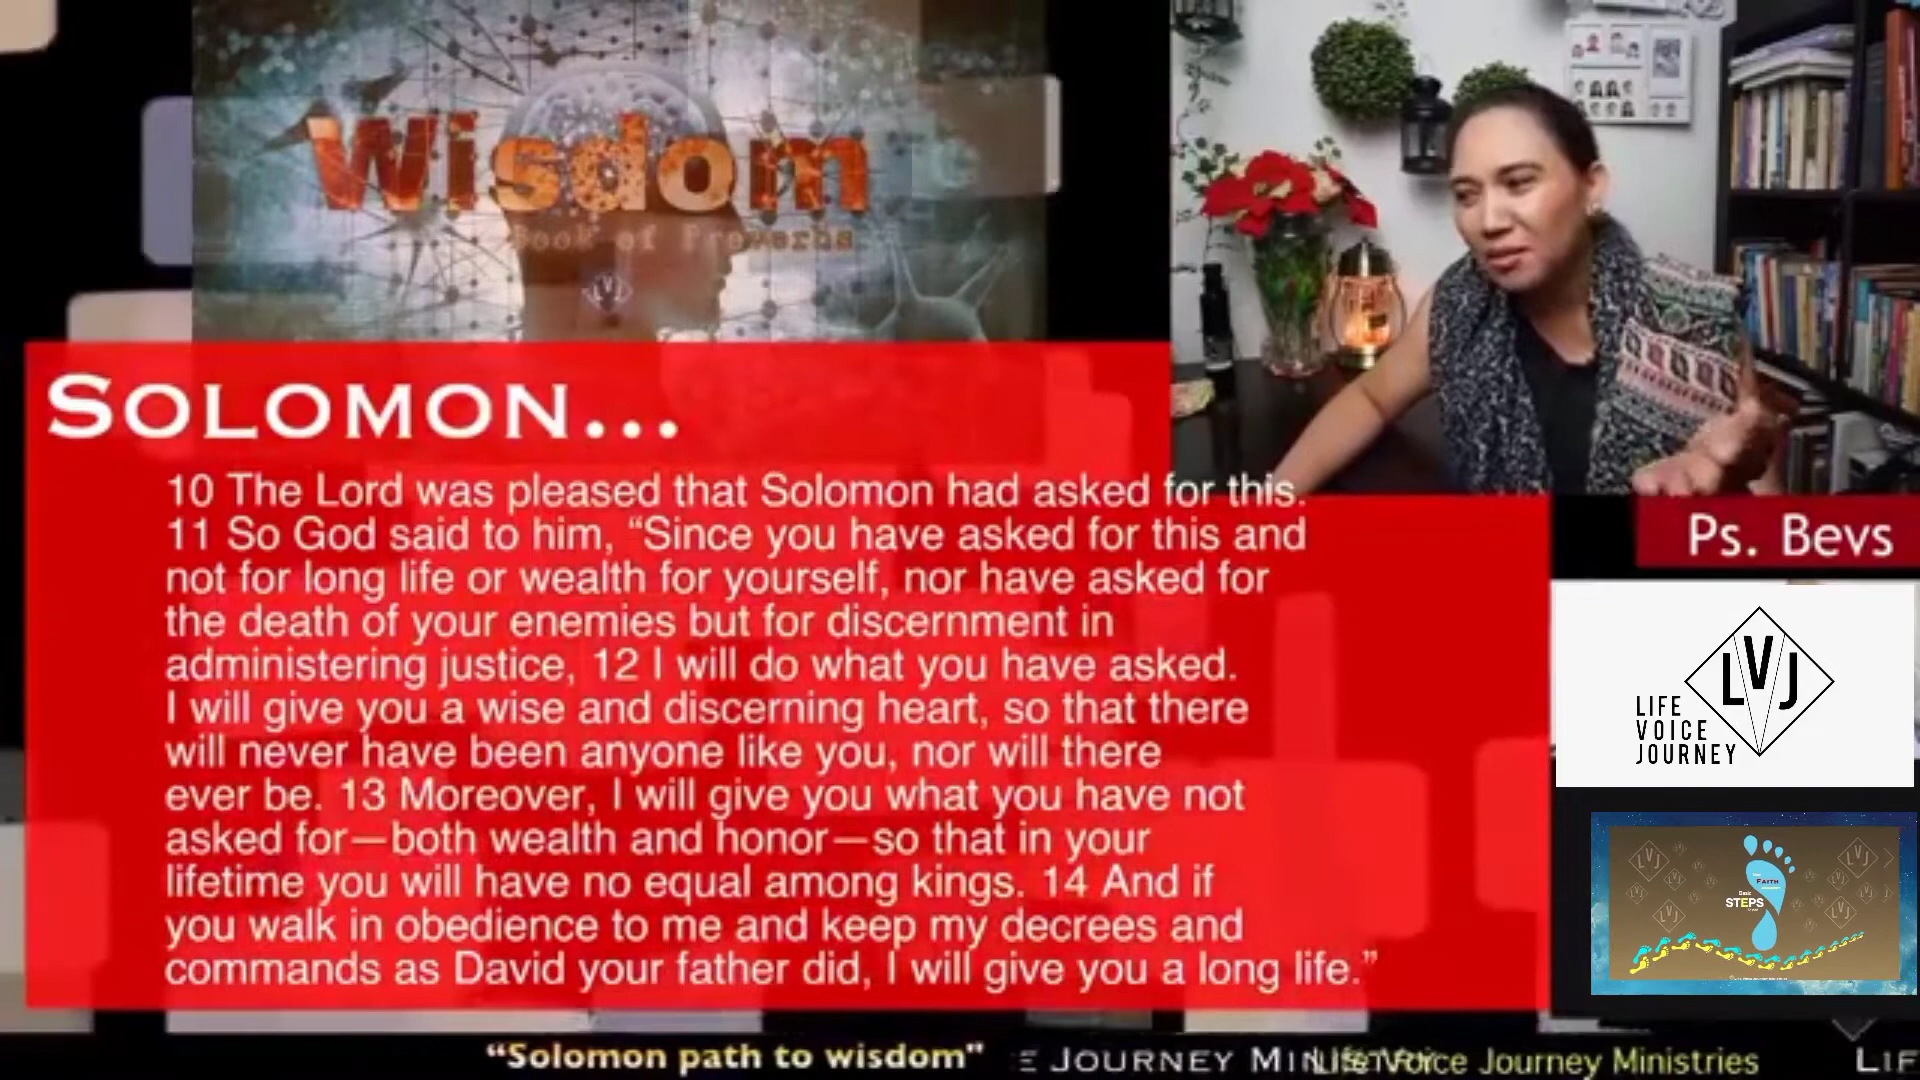 Wisdom
Book of Proverbs
LVJ
SOLOMON...
10 The Lord was pleased that Solomon had asked for this.
11 So God said to him, “Since you have asked for this and
not for long life or wealth for yourself, nor have asked for
the death of your enemies but for discernment in
administering justice, 12 I will do what you have asked.
I will give you a wise and discerning heart, so that there
will never have been anyone like you, nor will there
ever be. 13 Moreover, I will give you what you have not
asked for—both wealth and honor—so that in your
lifetime you will have no equal among kings. 14 And if
you walk in obedience to me and keep my decrees and
commands as David your father did, I will give you a long life.”
Ps. Bevs
LVJ
LIFE
VOICE
JOURNEY
FAITH
Basic
STEPS
“Solomon path to wisdom”
E JOURNEY MINISTRY
Life Voice Journey Ministries
LIF